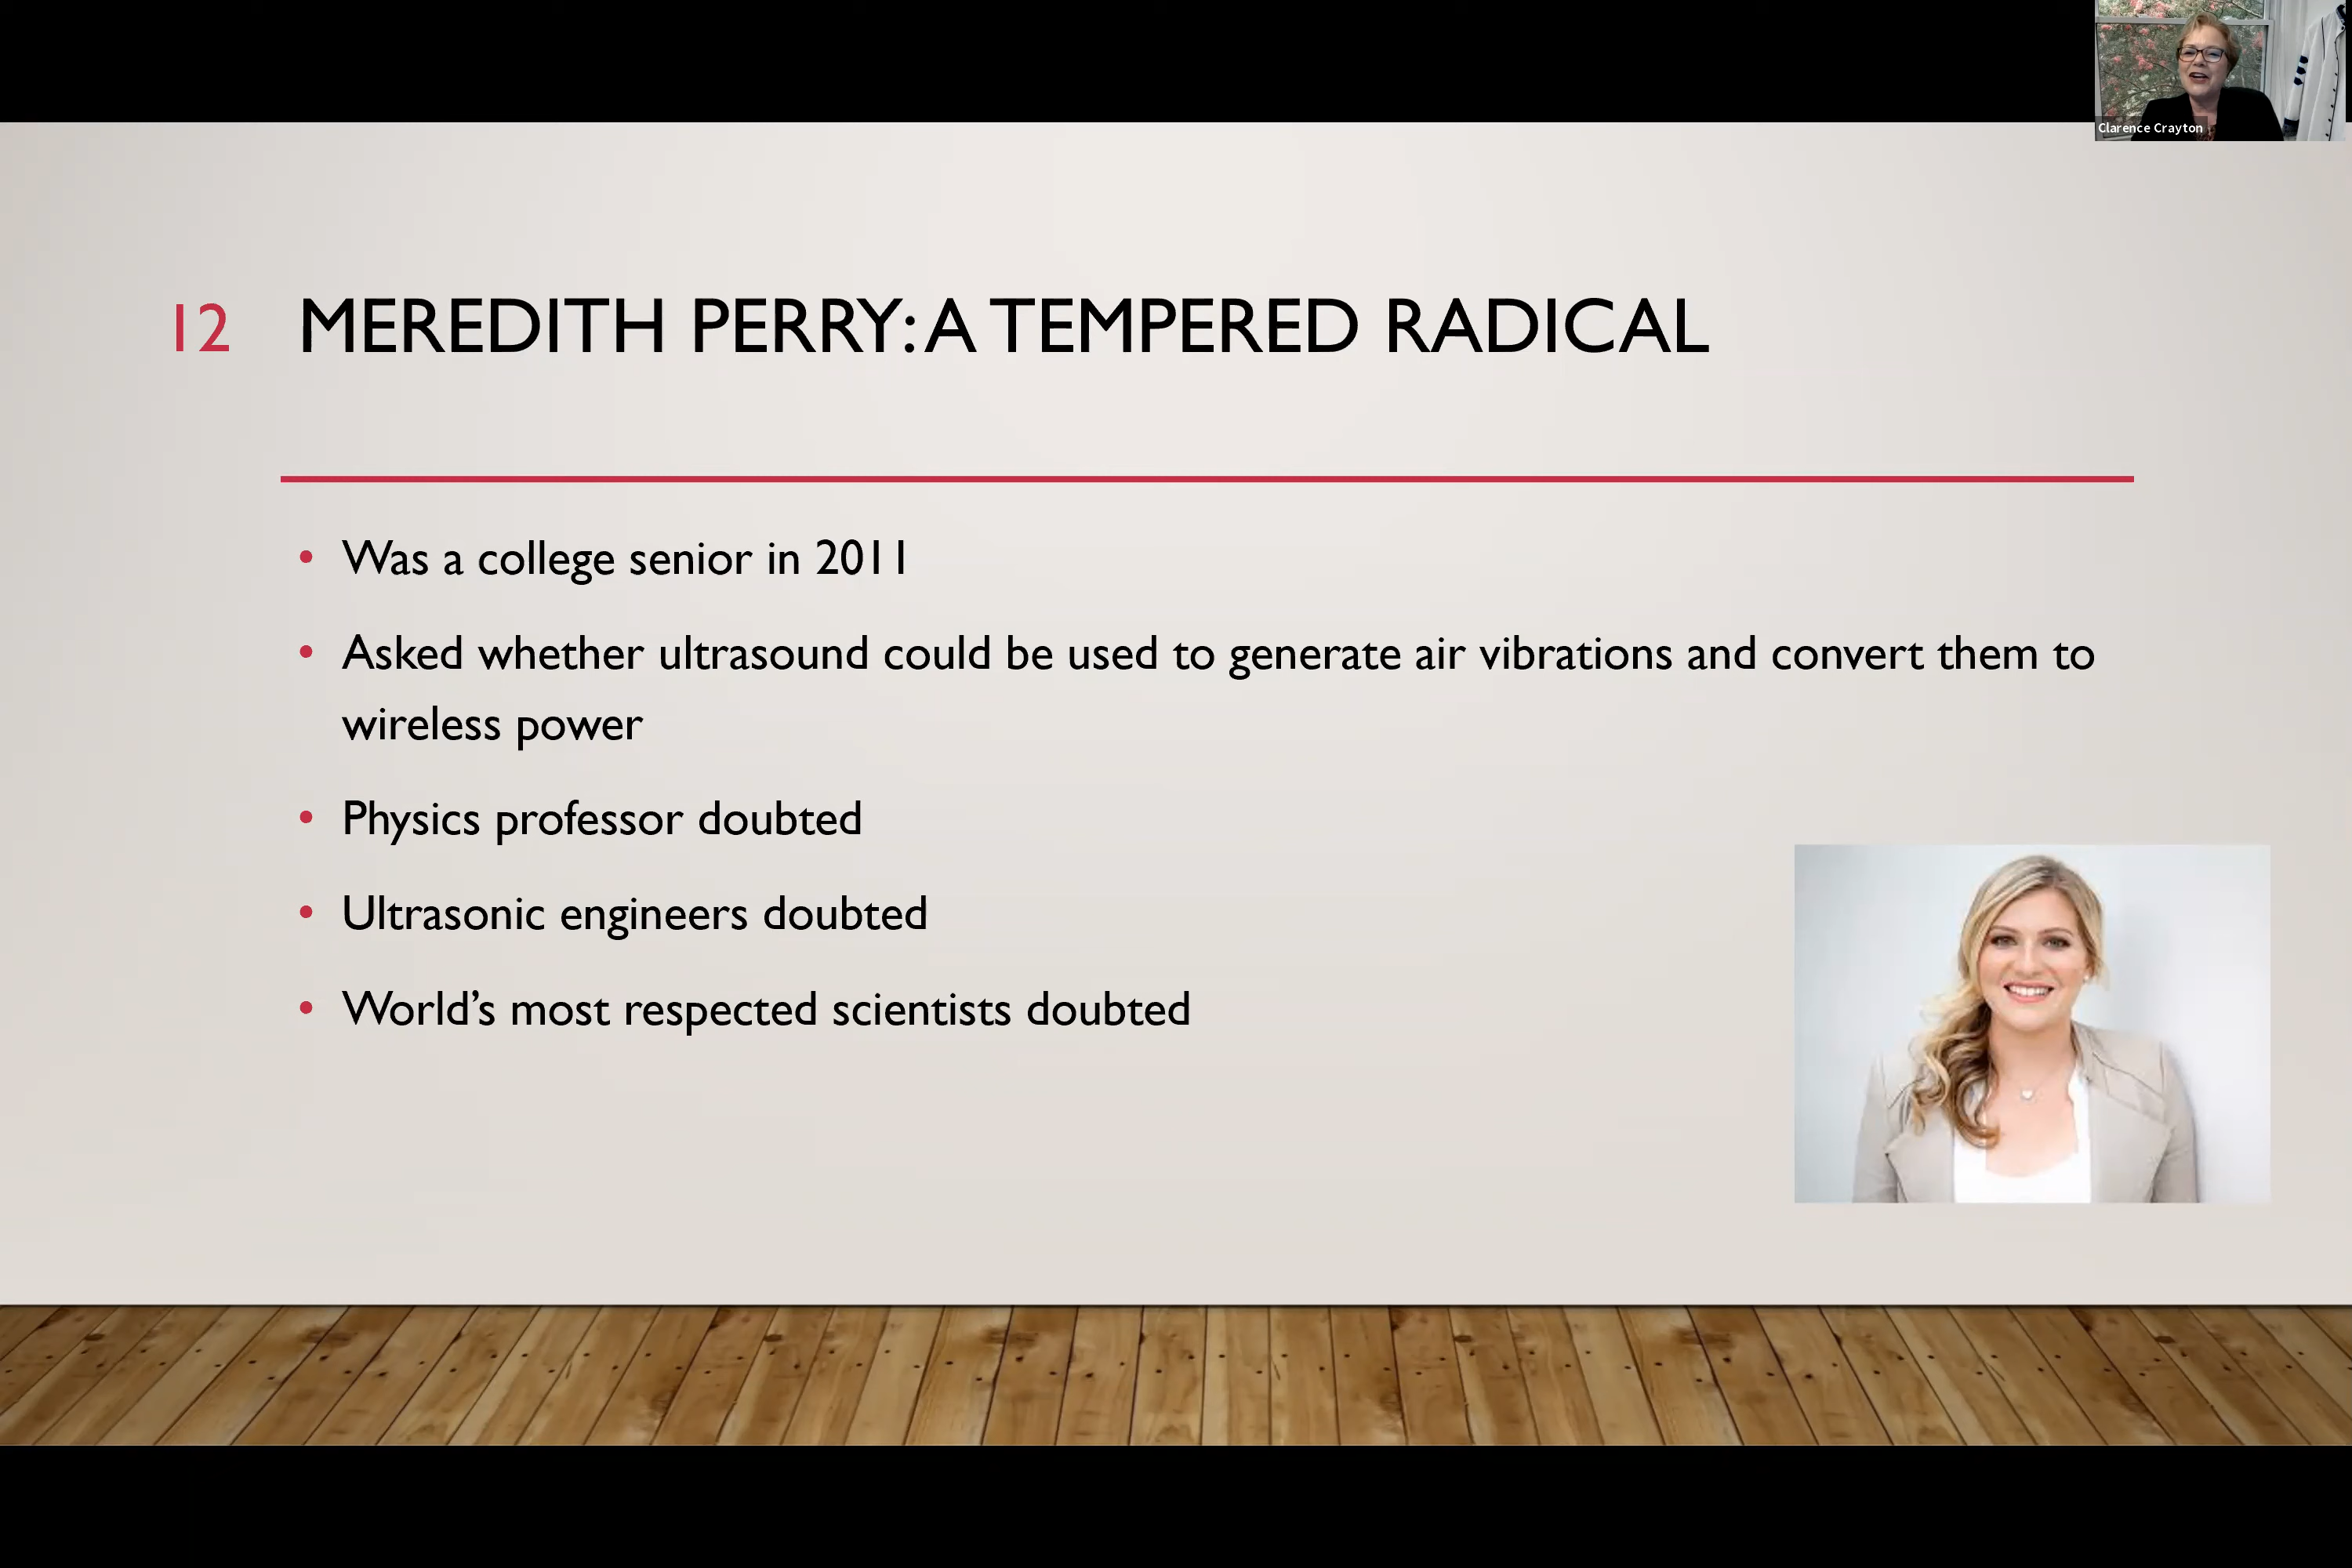 Clarence Crayton
12 MEREDITH PERRY: A TEMPERED RADICAL
• Was a college senior in 2011
• Asked whether ultrasound could be used to generate air vibrations and convert them to
wireless power
• Physics professor doubted
• Ultrasonic engineers doubted
• World’s most respected scientists doubted